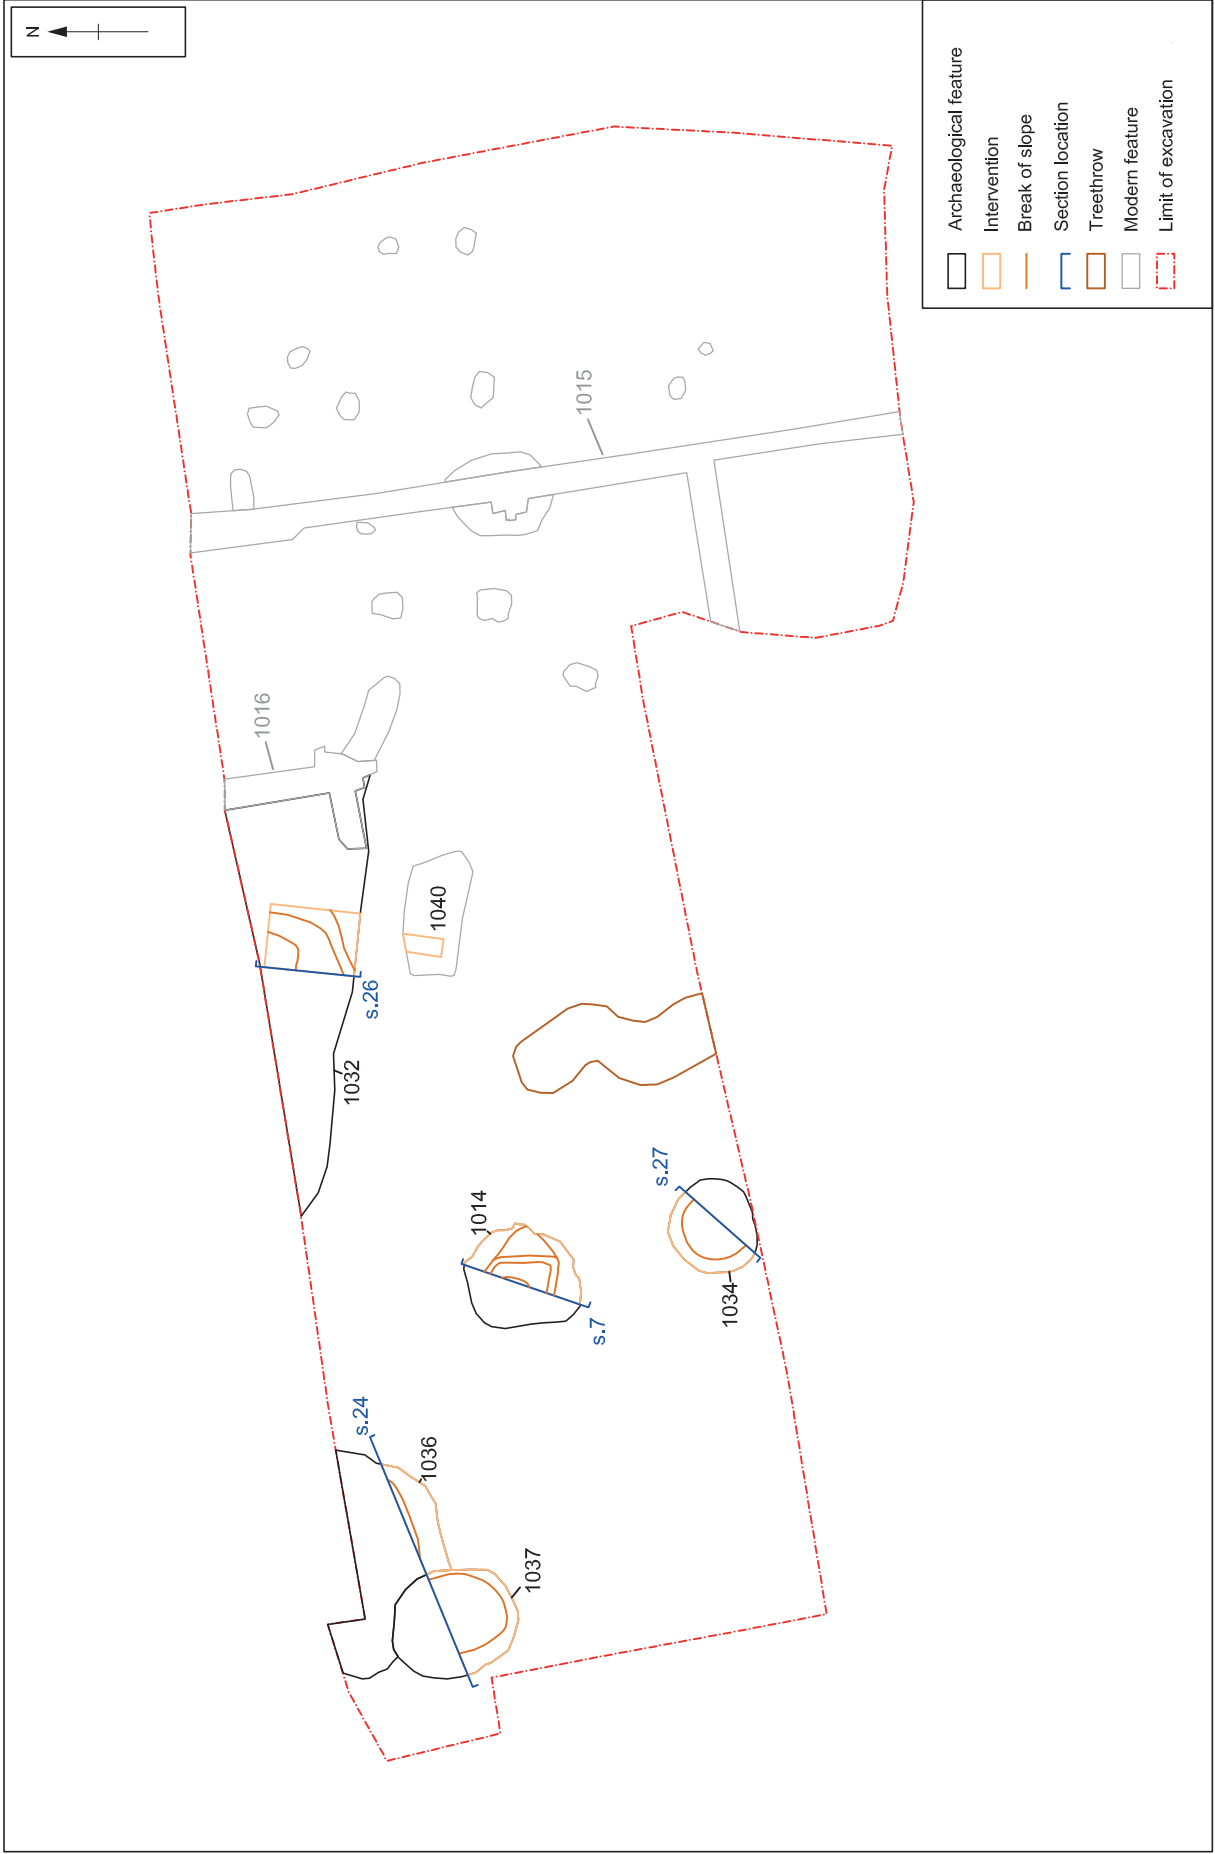 N
1016
1015
1032
s.26
1040
s.24
1036
1037
1014
s.7
s.27
1034
Archaeological feature
Intervention
Break of slope
Section location
Treethrow
Modern feature
Limit of excavation